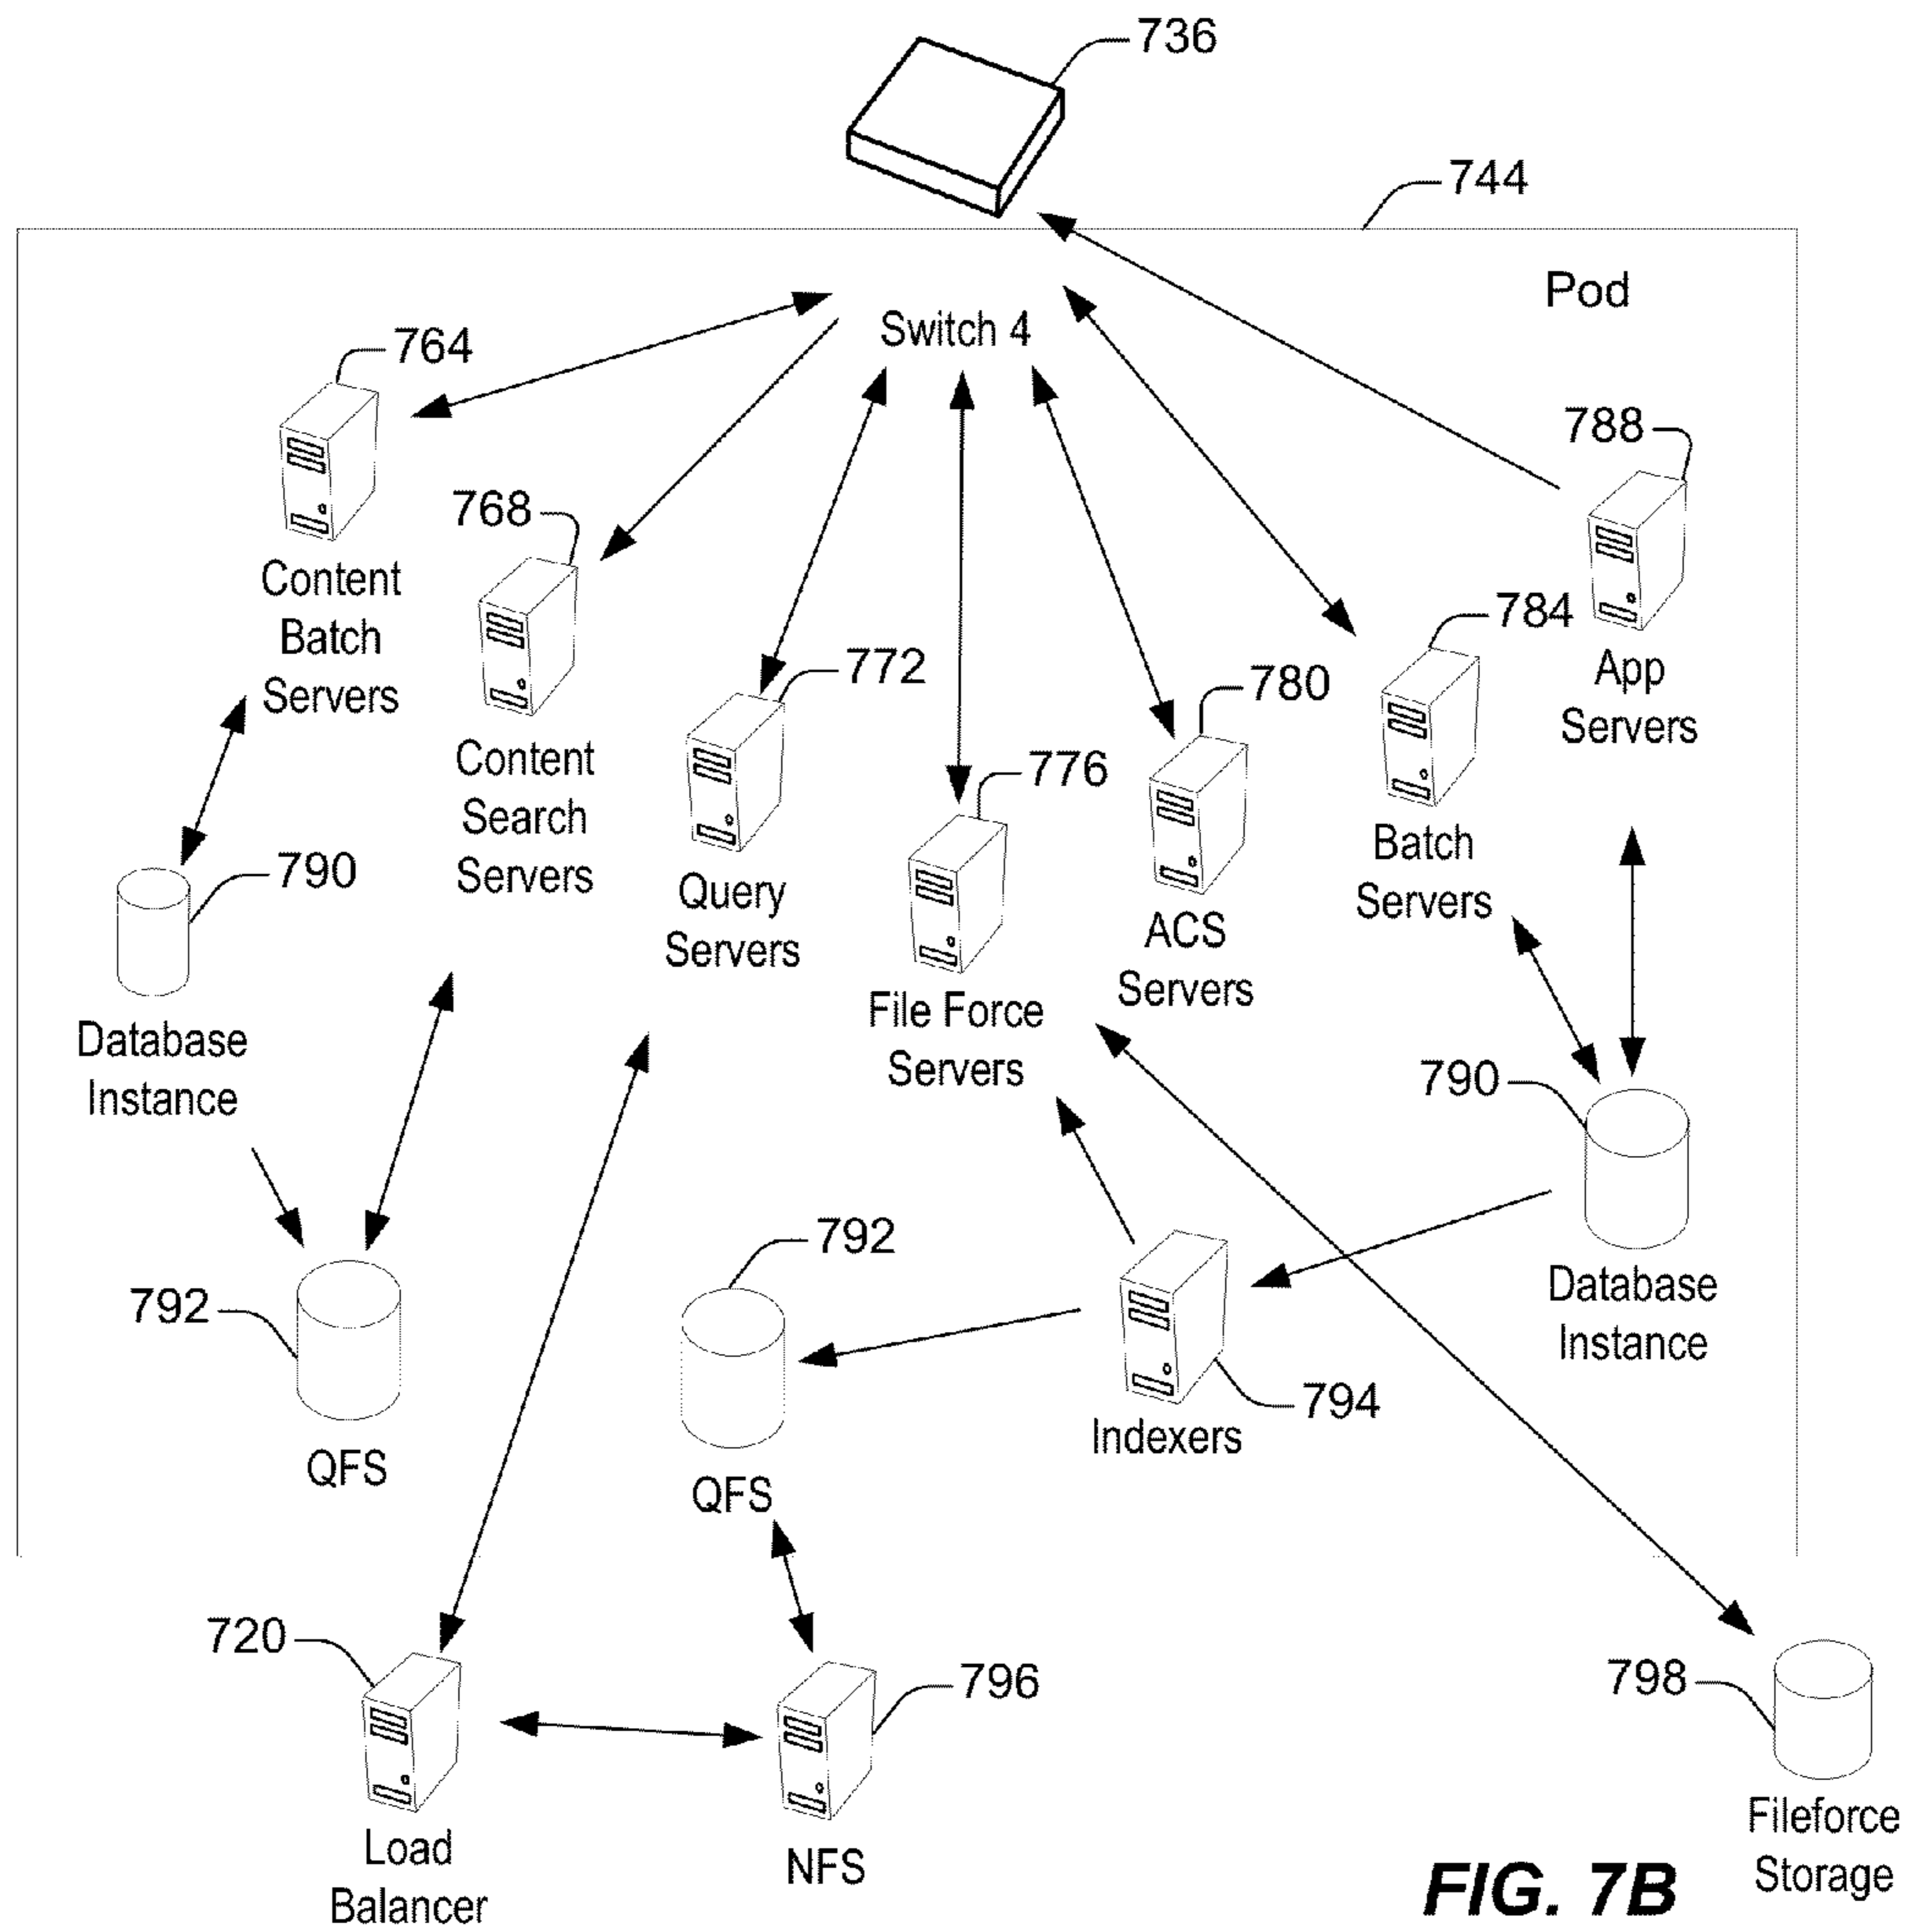 736
744
Pod
Switch 4
764
788
768
Content
Batch
Servers
784
772
780
App
Servers
Content
Search
Servers
776
790
Batch
Servers
Query
Servers
ACS
Servers
File Force
Servers
Database
Instance
790
792
792
Database
Instance
794
Indexers
QFS
QFS
720
796
798
Load
Balancer
NFS
Fileforce
Storage
FIG. 7B